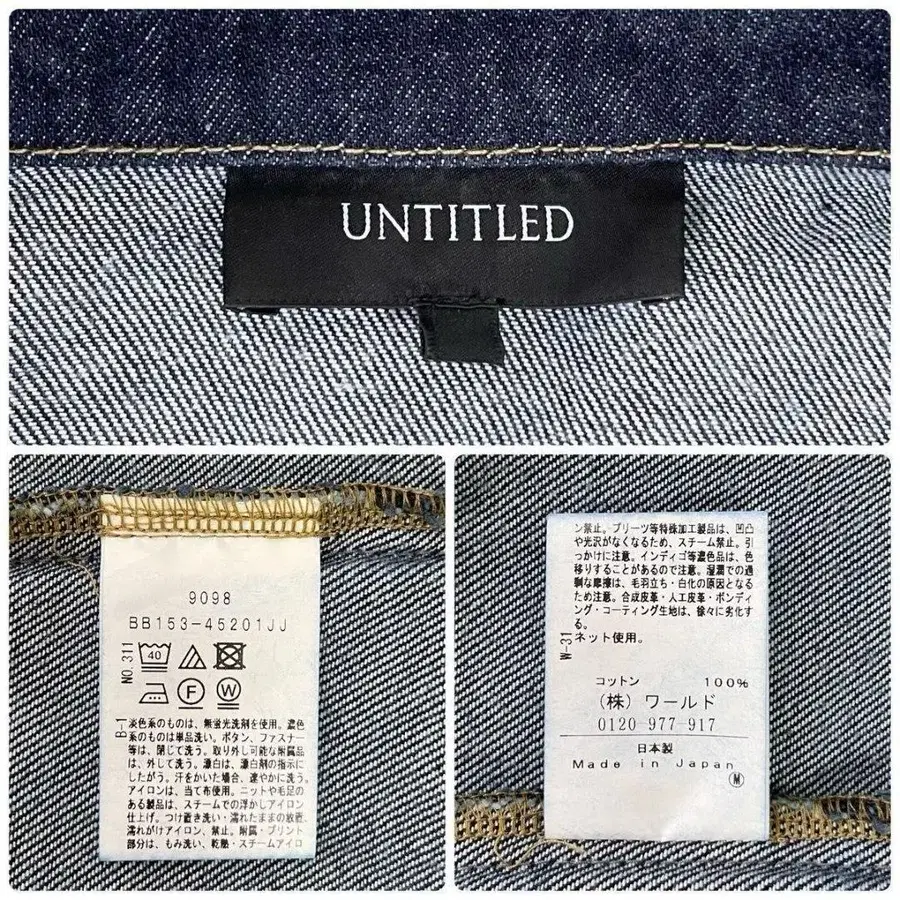 UNTITLED
9098
BB153-45201JJ
NO.311
40
F
W
B-1
淡色系のものは、無蛍光洗剤を使用。濃色
系のものは単品洗い。ボタン、ファスナー
等は、閉じて洗う。取り外し可能な附属品
は、外して洗う。漂白は、漂白剤の指示に
したがう。汗をかいた場合、速やかに洗う。
アイロンは、当て布使用。ニットや毛足の
ある製品は、スチームでの浮かしアイロン
仕上げ。つけ置き洗い・濡れたままの放置、
濡れがけアイロン、禁止。附属・プリント
部分は、もみ洗い、乾塾・スチームアイロ
ン禁止。プリーツ等特殊加工製品は、凹凸
や光沢がなくなるため、スチーム禁止。引
っかけに注意。インディゴ等濃色品は、色
移りすることがあるので注意。湿潤での過
剰な摩擦は、毛羽立ち・白化の原因となる
ため注意。合成皮革・人工皮革・ボンディ
ング・コーティング生地は、徐々に劣化す
る。
ネット使用。
W-31
コットン 100%
(株)ワールド
0120-977-917
日本製
Made in Japan
M